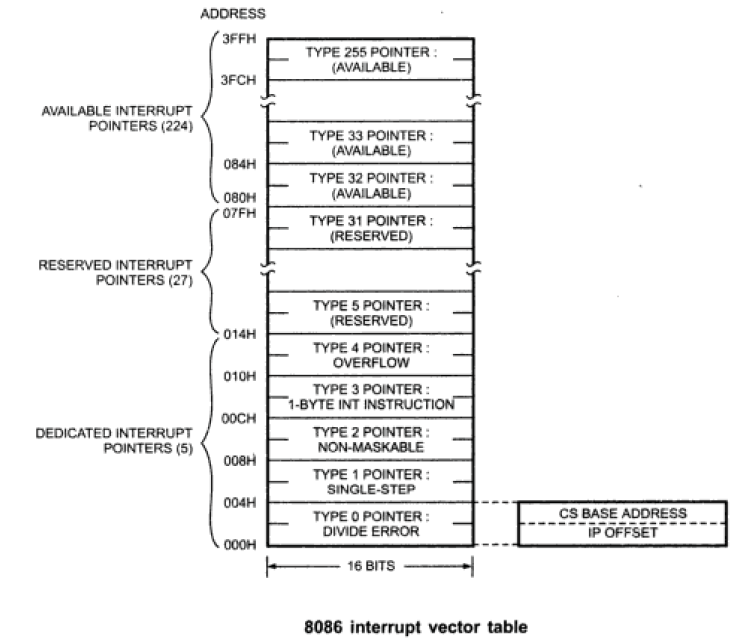 ADDRESS
3FFH
TYPE 255 POINTER :
(AVAILABLE)
3FCH
AVAILABLE INTERRUPT
POINTERS (224)
TYPE 33 POINTER :
(AVAILABLE)
084H
TYPE 32 POINTER :
(AVAILABLE)
080H
07FH
TYPE 31 POINTER :
(RESERVED)
RESERVED INTERRUPT
POINTERS (27)
TYPE 5 POINTER :
(RESERVED)
014H
TYPE 4 POINTER :
OVERFLOW
010H
TYPE 3 POINTER :
1-BYTE INT INSTRUCTION
00CH
DEDICATED INTERRUPT
POINTERS (5)
TYPE 2 POINTER :
NON-MASKABLE
008H
TYPE 1 POINTER :
SINGLE-STEP
004H
TYPE 0 POINTER :
DIVIDE ERROR
000H
CS BASE ADDRESS
IP OFFSET
16 BITS
8086 interrupt vector table